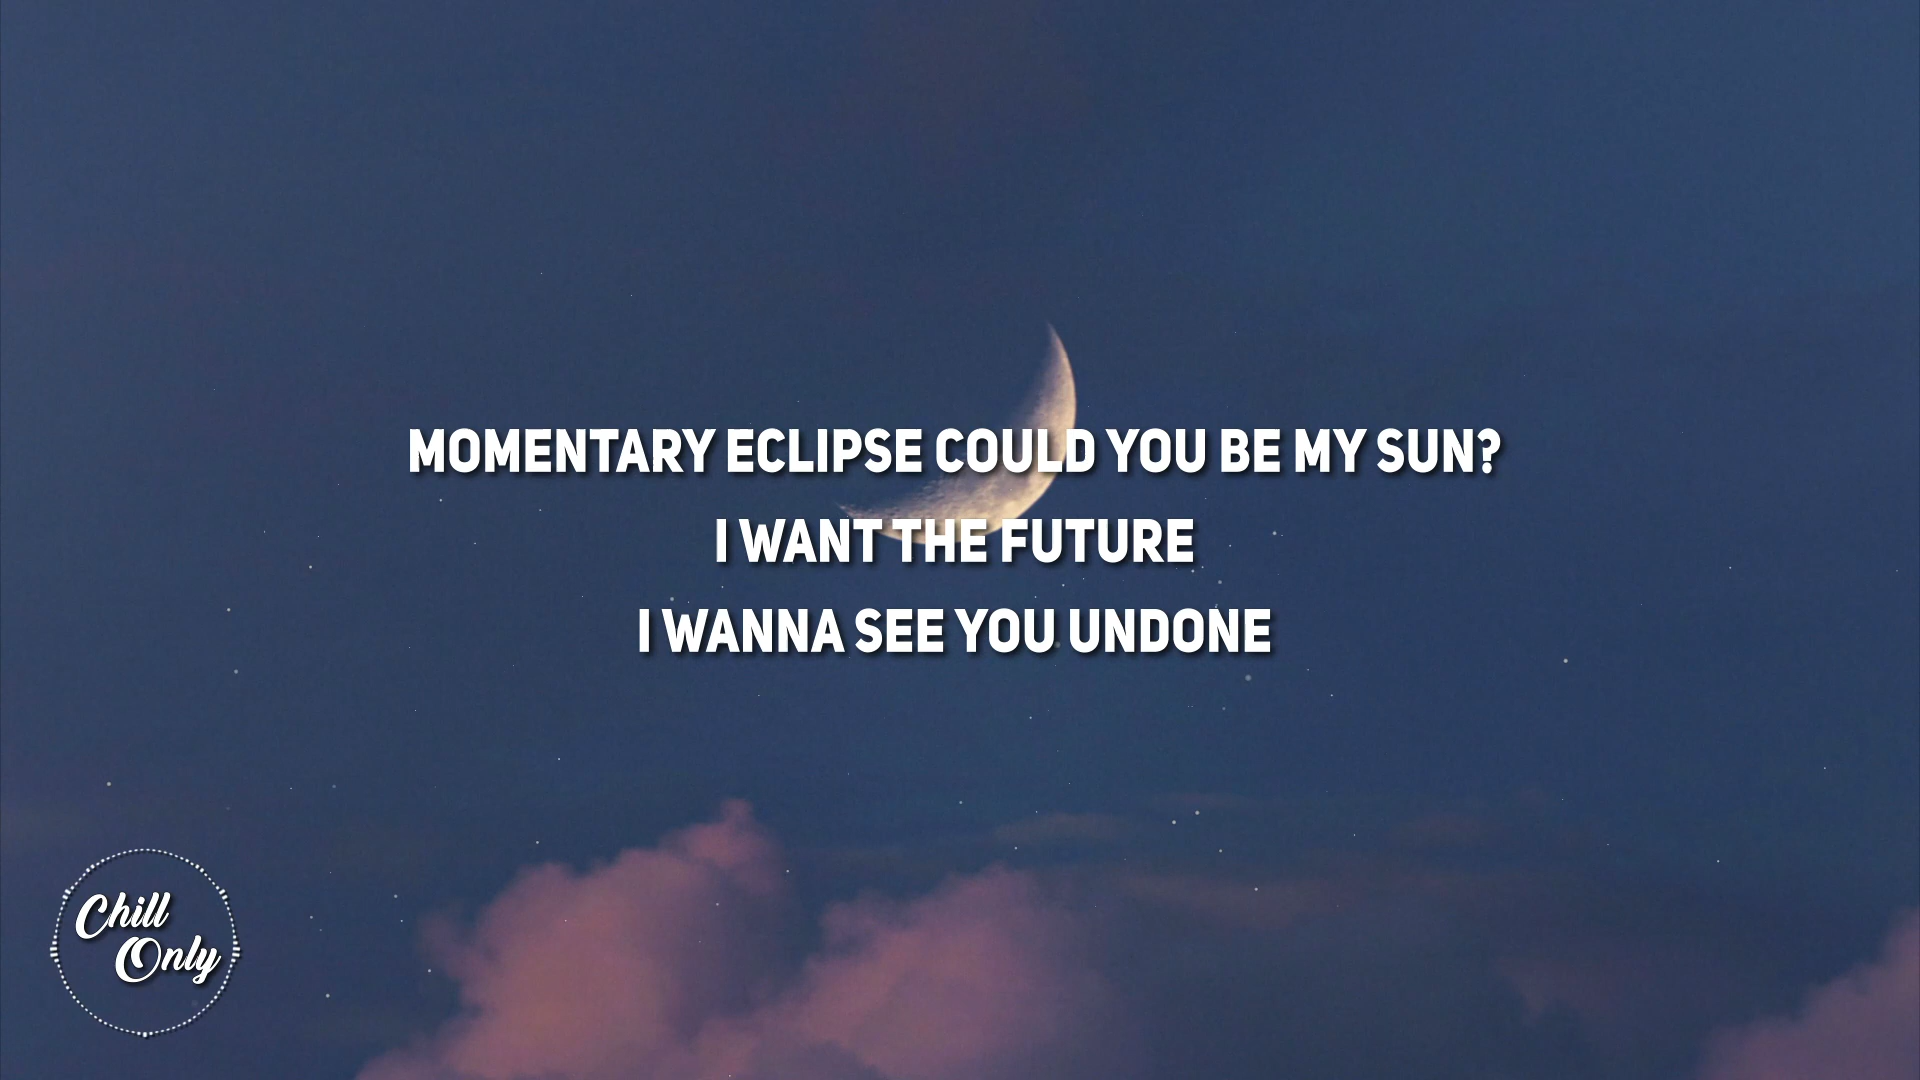 MOMENTARY ECLIPSE COULD YOU BE MY SUN?
I WANT THE FUTURE
I WANNA SEE YOU UNDONE
Chill
Only